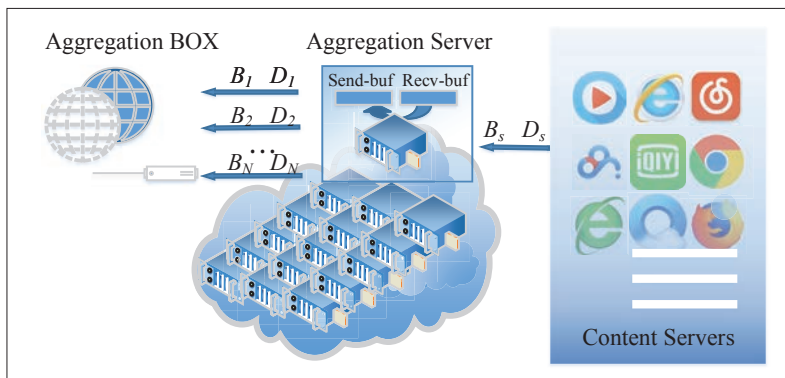 Aggregation BOX
Aggregation Server
B1 D1
B2 D2
...
BN DN
Send-buf Recv-buf
Bs Ds
iQIYI
Content Servers